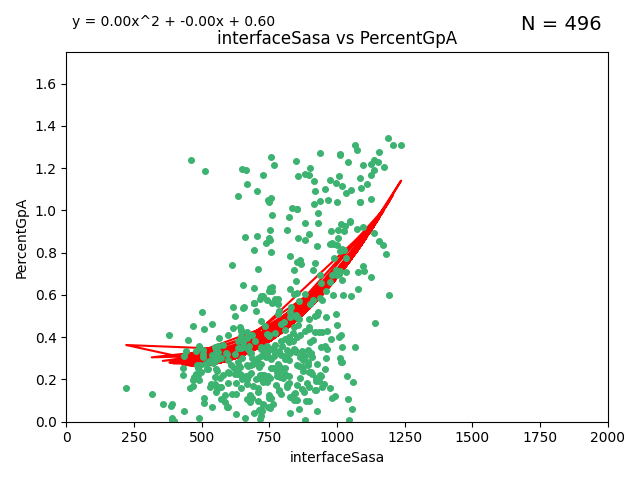 y = 0.00x^2 + -0.00x + 0.60
N = 496
interfaceSasa vs PercentGpA
PercentGpA
1.6
1.4
1.2
1.0
0.8
0.6
0.4
0.2
0.0
0 250 500 750 1000 1250 1500 1750 2000
interfaceSasa